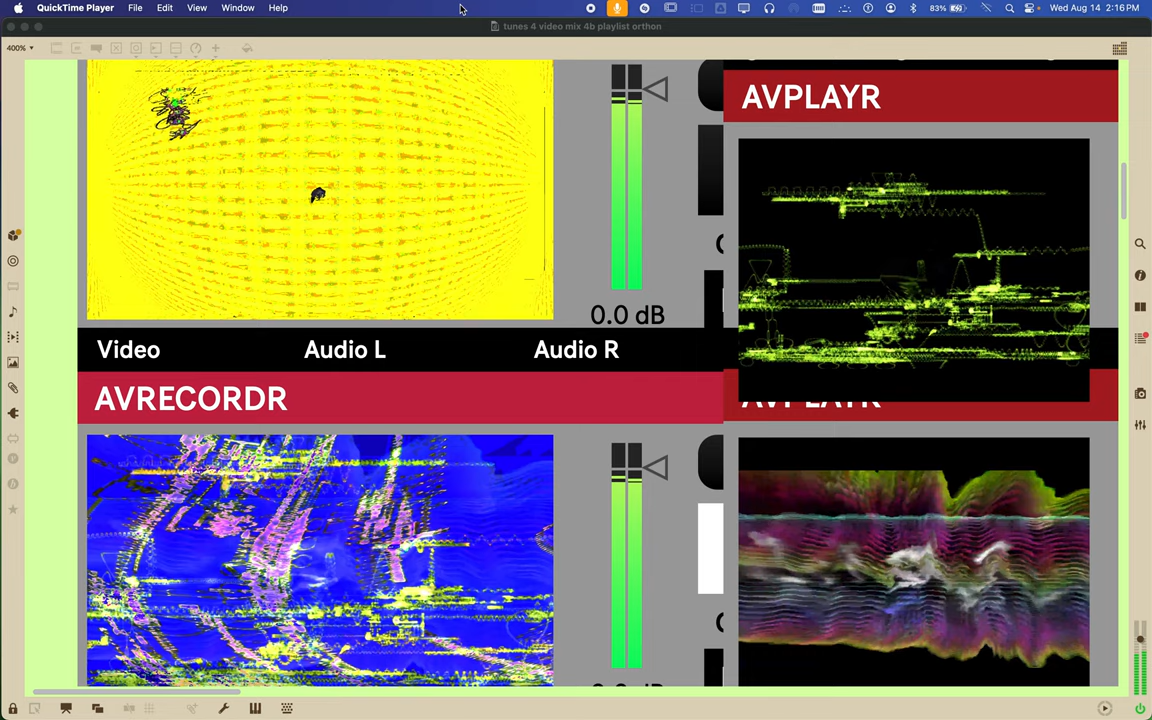 QuickTime Player File Edit View Window Help 83% Wed Aug 14 2:16 PM
tunes 4 video mix 4b playlist orthon
400%
AVPLAYR
0.0 dB
Video Audio L Audio R
AVRECORDR
AVPLAYR